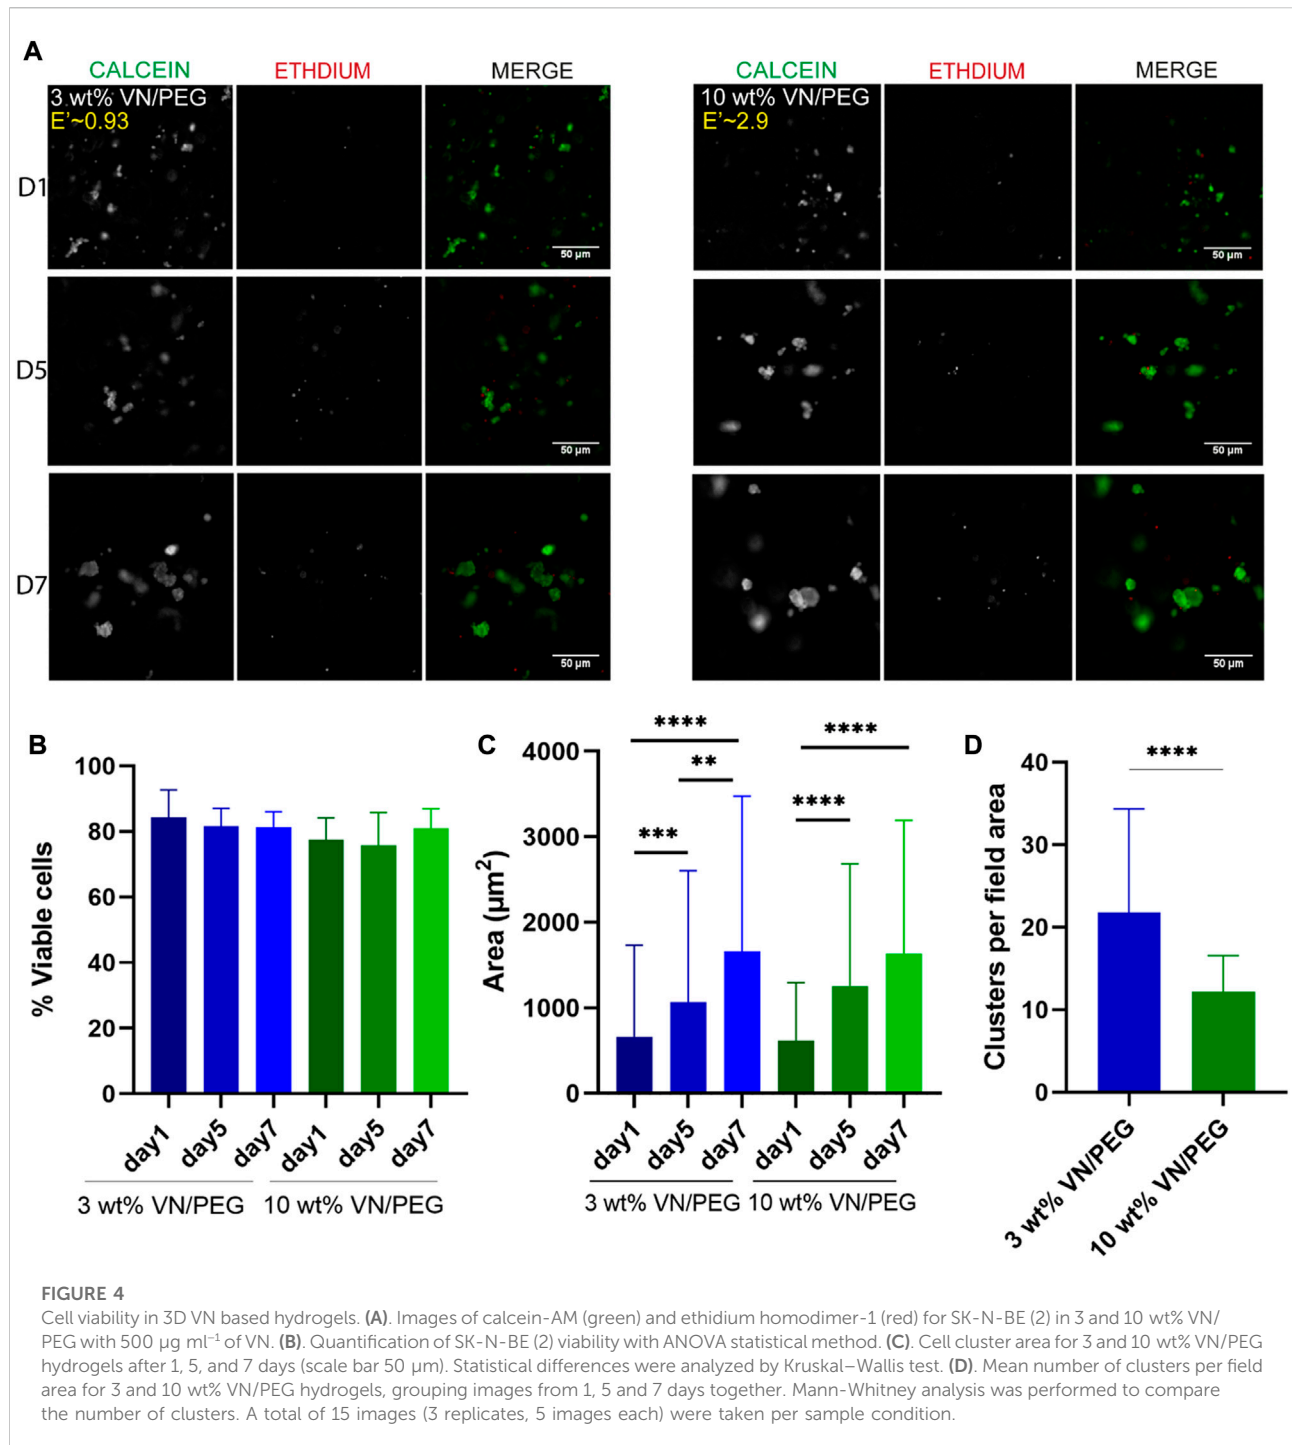 A
CALCEIN ETHDIUM MERGE CALCEIN ETHDIUM MERGE
3 wt% VN/PEG
E’~0.93
10 wt% VN/PEG
E’~2.9
D1
50 µm
50 µm
D5
50 µm
50 µm
D7
50 µm
50 µm
B
% Viable cells
100
80
60
40
20
0
day1 day5 day7 day1 day5 day7
3 wt% VN/PEG 10 wt% VN/PEG
C
Area (µm²)
4000
3000
2000
1000
0
****
**
***
****
****
day1 day5 day7 day1 day5 day7
3 wt% VN/PEG 10 wt% VN/PEG
D
Clusters per field area
40
30
20
10
0
****
3 wt% VN/PEG
10 wt% VN/PEG
FIGURE 4
Cell viability in 3D VN based hydrogels. (A). Images of calcein-AM (green) and ethidium homodimer-1 (red) for SK-N-BE (2) in 3 and 10 wt% VN/
PEG with 500 µg ml⁻¹ of VN. (B). Quantification of SK-N-BE (2) viability with ANOVA statistical method. (C). Cell cluster area for 3 and 10 wt% VN/PEG
hydrogels after 1, 5, and 7 days (scale bar 50 µm). Statistical differences were analyzed by Kruskal–Wallis test. (D). Mean number of clusters per field
area for 3 and 10 wt% VN/PEG hydrogels, grouping images from 1, 5 and 7 days together. Mann-Whitney analysis was performed to compare
the number of clusters. A total of 15 images (3 replicates, 5 images each) were taken per sample condition.